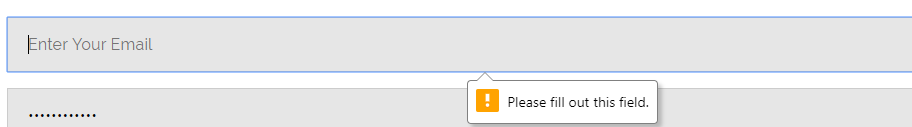 Enter Your Email
Please fill out this field.
••••••••••••